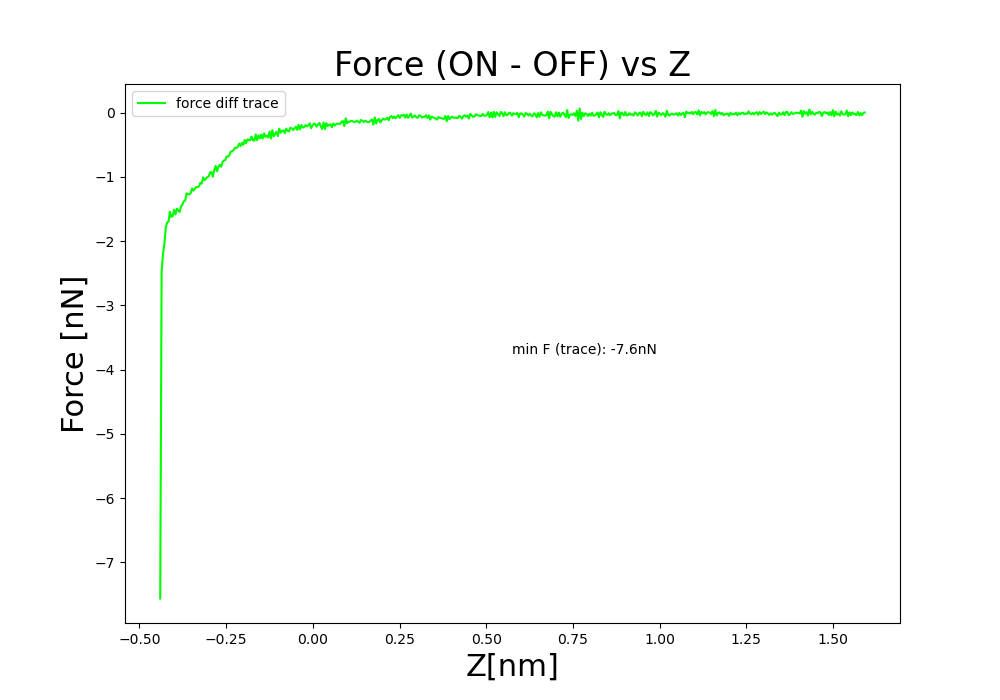 Force (ON - OFF) vs Z
force diff trace
0
−1
−2
−3
−4
−5
−6
−7
Force [nN]
min F (trace): -7.6nN
−0.50 −0.25 0.00 0.25 0.50 0.75 1.00 1.25 1.50
Z[nm]